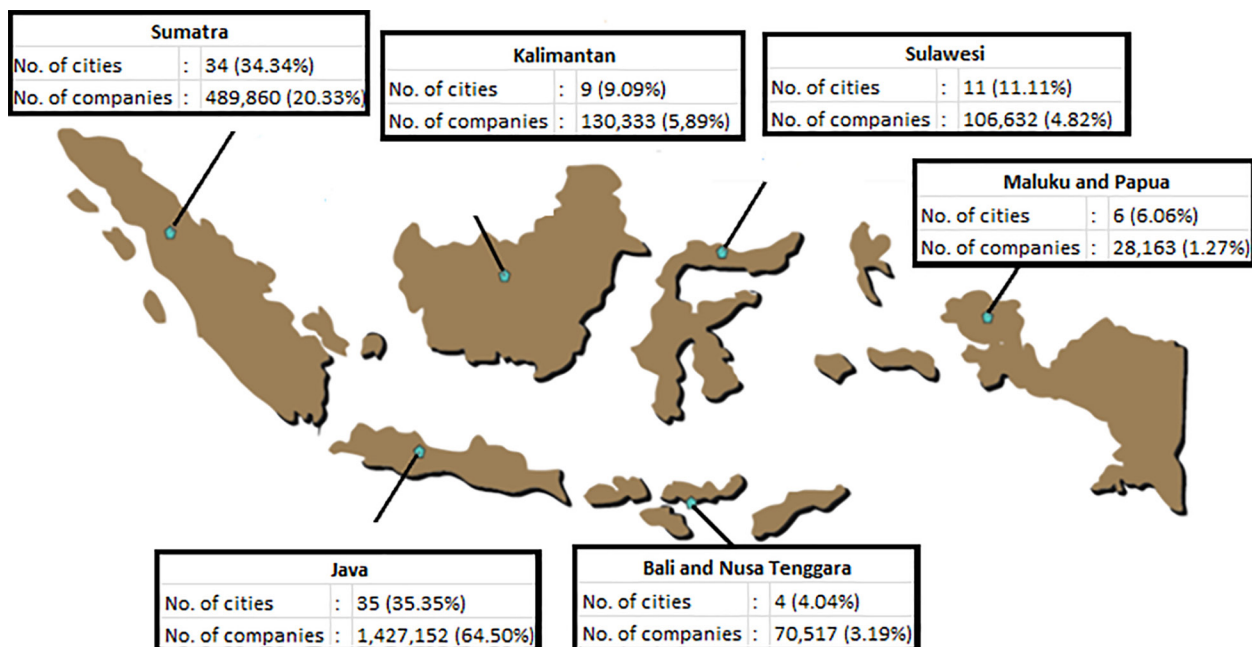 Sumatra
No. of cities : 34 (34.34%)
No. of companies : 489,860 (20.33%)
Kalimantan
No. of cities : 9 (9.09%)
No. of companies : 130,333 (5,89%)
Sulawesi
No. of cities : 11 (11.11%)
No. of companies : 106,632 (4.82%)
Maluku and Papua
No. of cities : 6 (6.06%)
No. of companies : 28,163 (1.27%)
Java
No. of cities : 35 (35.35%)
No. of companies : 1,427,152 (64.50%)
Bali and Nusa Tenggara
No. of cities : 4 (4.04%)
No. of companies : 70,517 (3.19%)